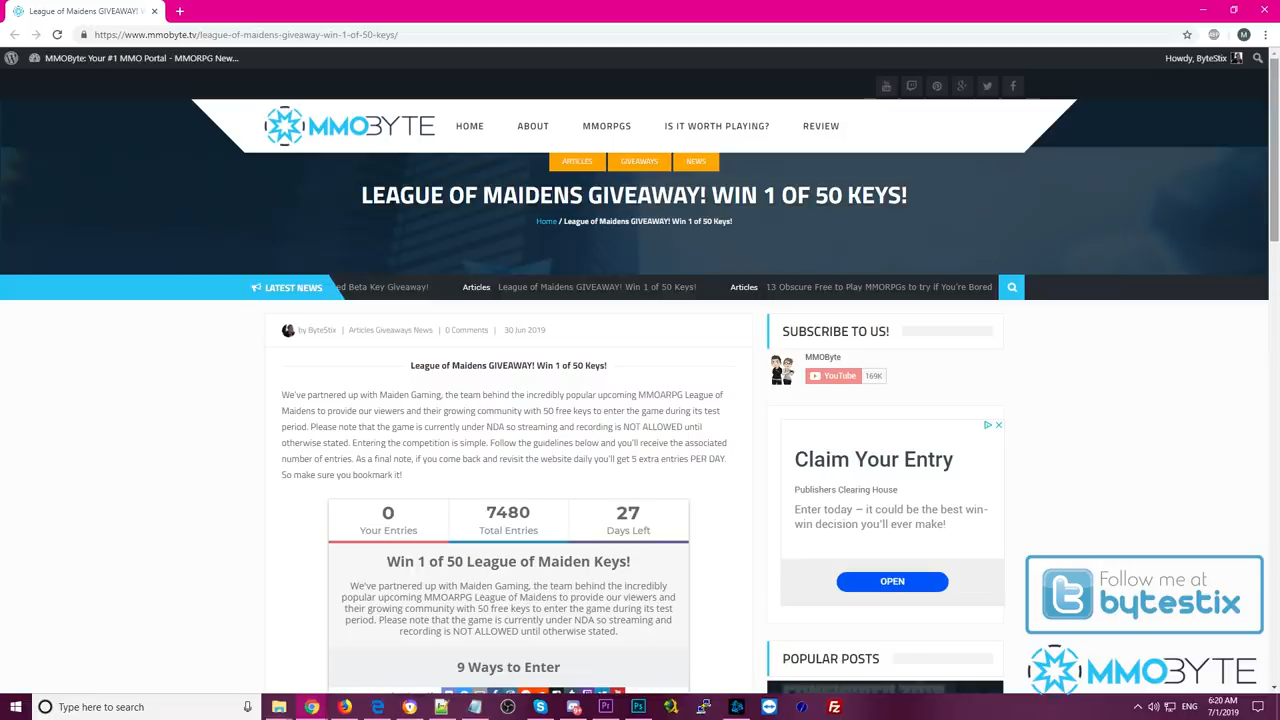 League of Maidens GIVEAWAY! W
https://www.mmobyte.tv/league-of-maidens-giveaway-win-1-of-50-keys/
M
MMOByte: Your #1 MMO Portal – MMORPG New...
Howdy, ByteStix
MMOBYTE
HOME
ABOUT
MMORPGS
IS IT WORTH PLAYING?
REVIEW
ARTICLES
GIVEAWAYS
NEWS
LEAGUE OF MAIDENS GIVEAWAY! WIN 1 OF 50 KEYS!
Home / League of Maidens GIVEAWAY! Win 1 of 50 Keys!
LATEST NEWS
ed Beta Key Giveaway!
Articles League of Maidens GIVEAWAY! Win 1 of 50 Keys!
Articles 13 Obscure Free to Play MMORPGs to try if You're Bored
by ByteStix | Articles Giveaways News | 0 Comments | 30 Jun 2019
League of Maidens GIVEAWAY! Win 1 of 50 Keys!
We've partnered up with Maiden Gaming, the team behind the incredibly popular upcoming MMOARPG League of
Maidens to provide our viewers and their growing community with 50 free keys to enter the game during its test
period. Please note that the game is currently under NDA so streaming and recording is NOT ALLOWED until
otherwise stated. Entering the competition is simple. Follow the guidelines below and you'll receive the associated
number of entries. As a final note, if you come back and revisit the website daily you'll get 5 extra entries PER DAY.
So make sure you bookmark it!
0
Your Entries
7480
Total Entries
27
Days Left
Win 1 of 50 League of Maiden Keys!
We've partnered up with Maiden Gaming, the team behind the incredibly
popular upcoming MMOARPG League of Maidens to provide our viewers and
their growing community with 50 free keys to enter the game during its test
period. Please note that the game is currently under NDA so streaming and
recording is NOT ALLOWED until otherwise stated.
9 Ways to Enter
SUBSCRIBE TO US!
MMOByte
YouTube 169K
Claim Your Entry
Publishers Clearing House
Enter today – it could be the best win-
win decision you'll ever make!
OPEN
POPULAR POSTS
Follow me at
bytestix
MMOBYTE
Type here to search
ENG
6:20 AM
7/1/2019